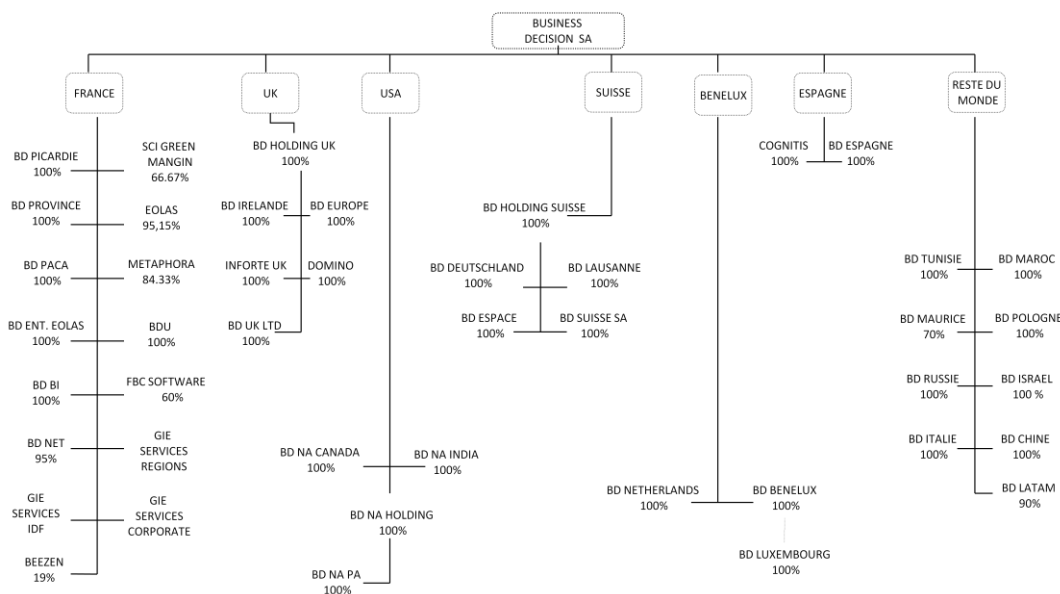 BUSINESS
DECISION SA
FRANCE
UK
USA
SUISSE
BENELUX
ESPAGNE
RESTE DU
MONDE
BD PICARDIE
100%
SCI GREEN
MANGIN
66.67%
BD PROVINCE
100%
EOLAS
95,15%
BD PACA
100%
METAPHORA
84.33%
BD ENT. EOLAS
100%
BDU
100%
BD BI
100%
FBC SOFTWARE
60%
BD NET
95%
GIE
SERVICES
REGIONS
GIE
SERVICES
IDF
GIE
SERVICES
CORPORATE
BEEZEN
19%
BD HOLDING UK
100%
BD IRELANDE
100%
BD EUROPE
100%
INFORTE UK
100%
DOMINO
100%
BD UK LTD
100%
BD NA CANADA
100%
BD NA INDIA
100%
BD NA HOLDING
100%
BD NA PA
100%
BD HOLDING SUISSE
100%
BD DEUTSCHLAND
100%
BD LAUSANNE
100%
BD ESPACE
100%
BD SUISSE SA
100%
BD NETHERLANDS
100%
BD BENELUX
100%
BD LUXEMBOURG
100%
COGNITIS
100%
BD ESPAGNE
100%
BD TUNISIE
100%
BD MAROC
100%
BD MAURICE
70%
BD POLOGNE
100%
BD RUSSIE
100%
BD ISRAEL
100 %
BD ITALIE
100%
BD CHINE
100%
BD LATAM
90%